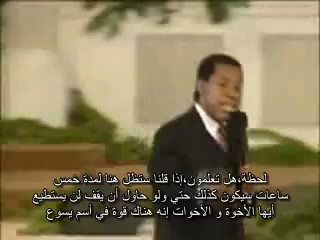 لحظة,هل تعلمون,إذا قلنا ستظل هنا لمدة خمس
ساعات سيكون كذلك حتي ولو حاول أن يقف لن يستطيع
أيها الأخوة و الأخوات إنه هناك قوة في أسم يسوع